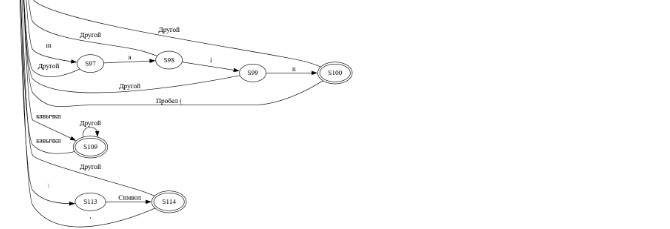 Другой
Другой
ш
я
S98
j
S97
Другой
S99
к
S100
Другой
Пробел (
кавычки
Другой
кавычки
S109
Другой
\
S113
Символ
S114